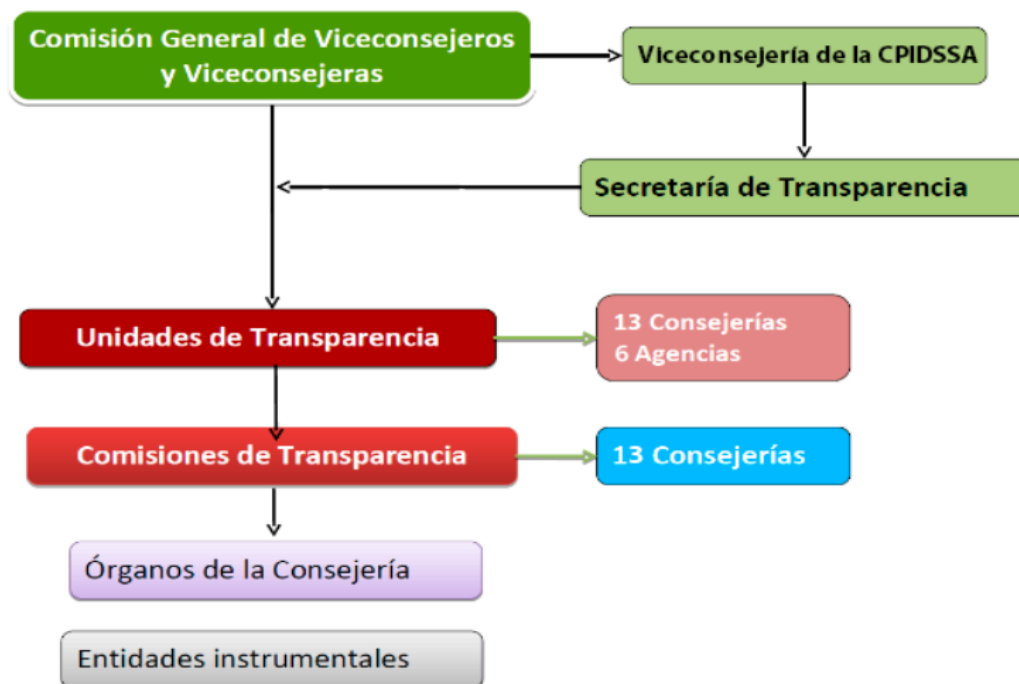 Comisión General de Viceconsejeros
y Viceconsejeras
Viceconsejería de la CPIDSSA
Secretaría de Transparencia
Unidades de Transparencia
13 Consejerías
6 Agencias
Comisiones de Transparencia
13 Consejerías
Órganos de la Consejería
Entidades instrumentales